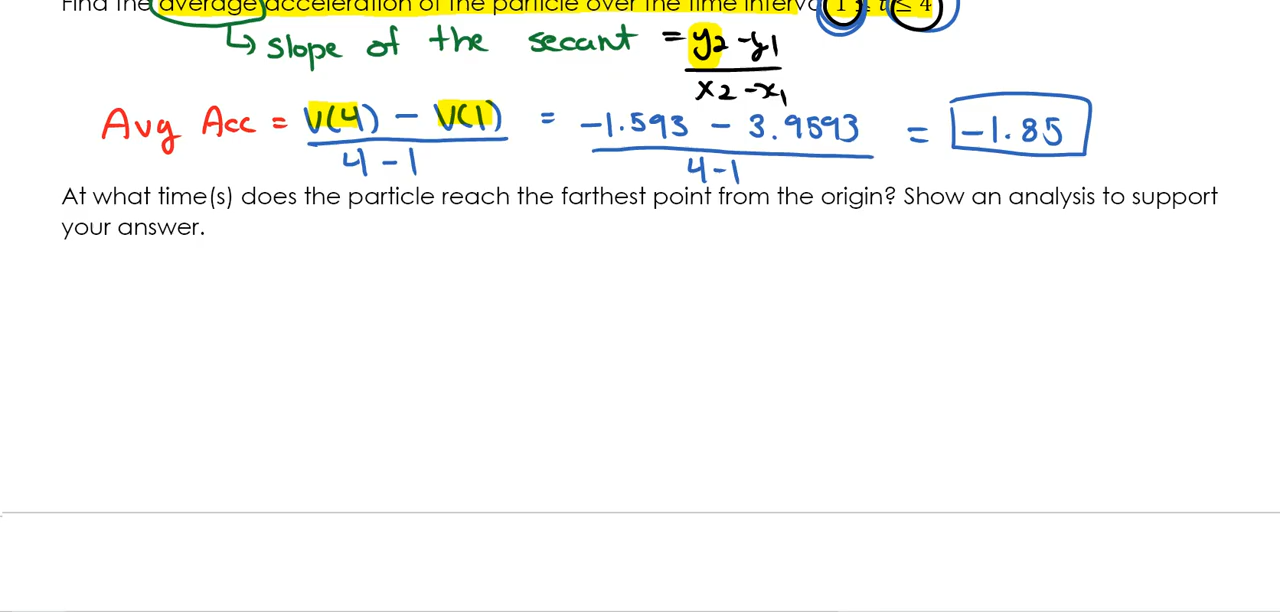 Find the average acceleration of the particle over the time interva 1 ≤ t ≤ 4
↳ Slope of the secant = y2 - y1 / x2 - x1
Avg Acc = V(4) - V(1) / 4 - 1 = -1.593 - 3.9593 / 4-1 = -1.85
At what time(s) does the particle reach the farthest point from the origin? Show an analysis to support
your answer.